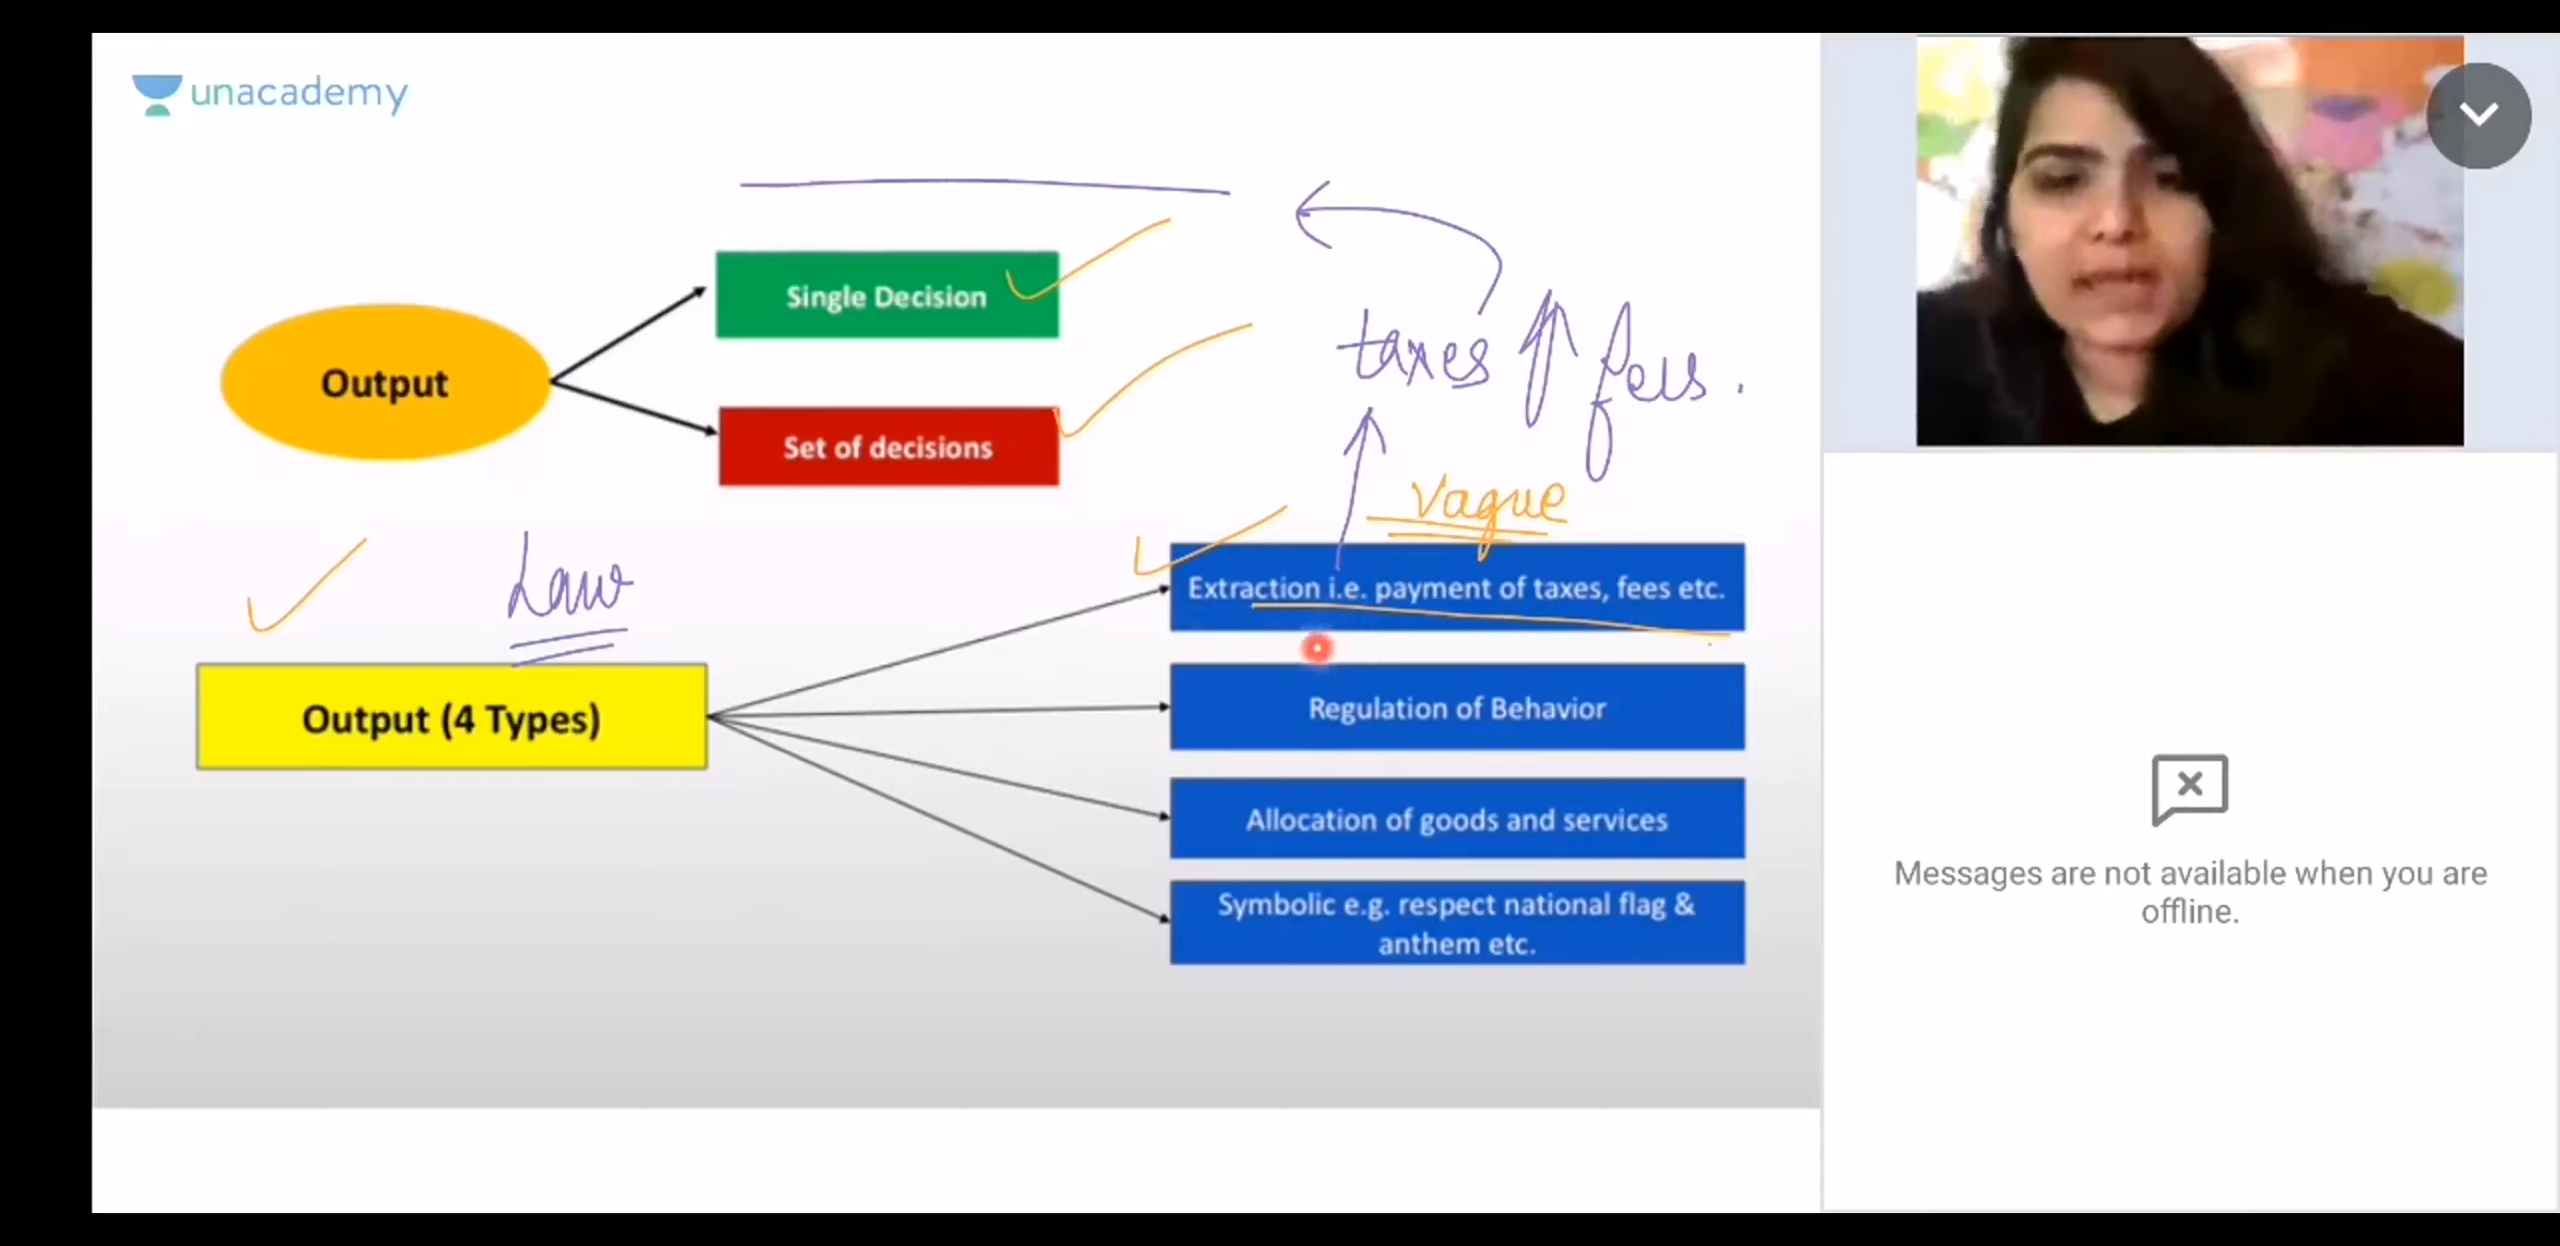 unacademy
Single Decision
Output
Set of decisions
taxes fees.
vague
Law
Extraction i.e. payment of taxes, fees etc.
Output (4 Types)
Regulation of Behavior
Allocation of goods and services
Symbolic e.g. respect national flag &
anthem etc.
Messages are not available when you are
offline.